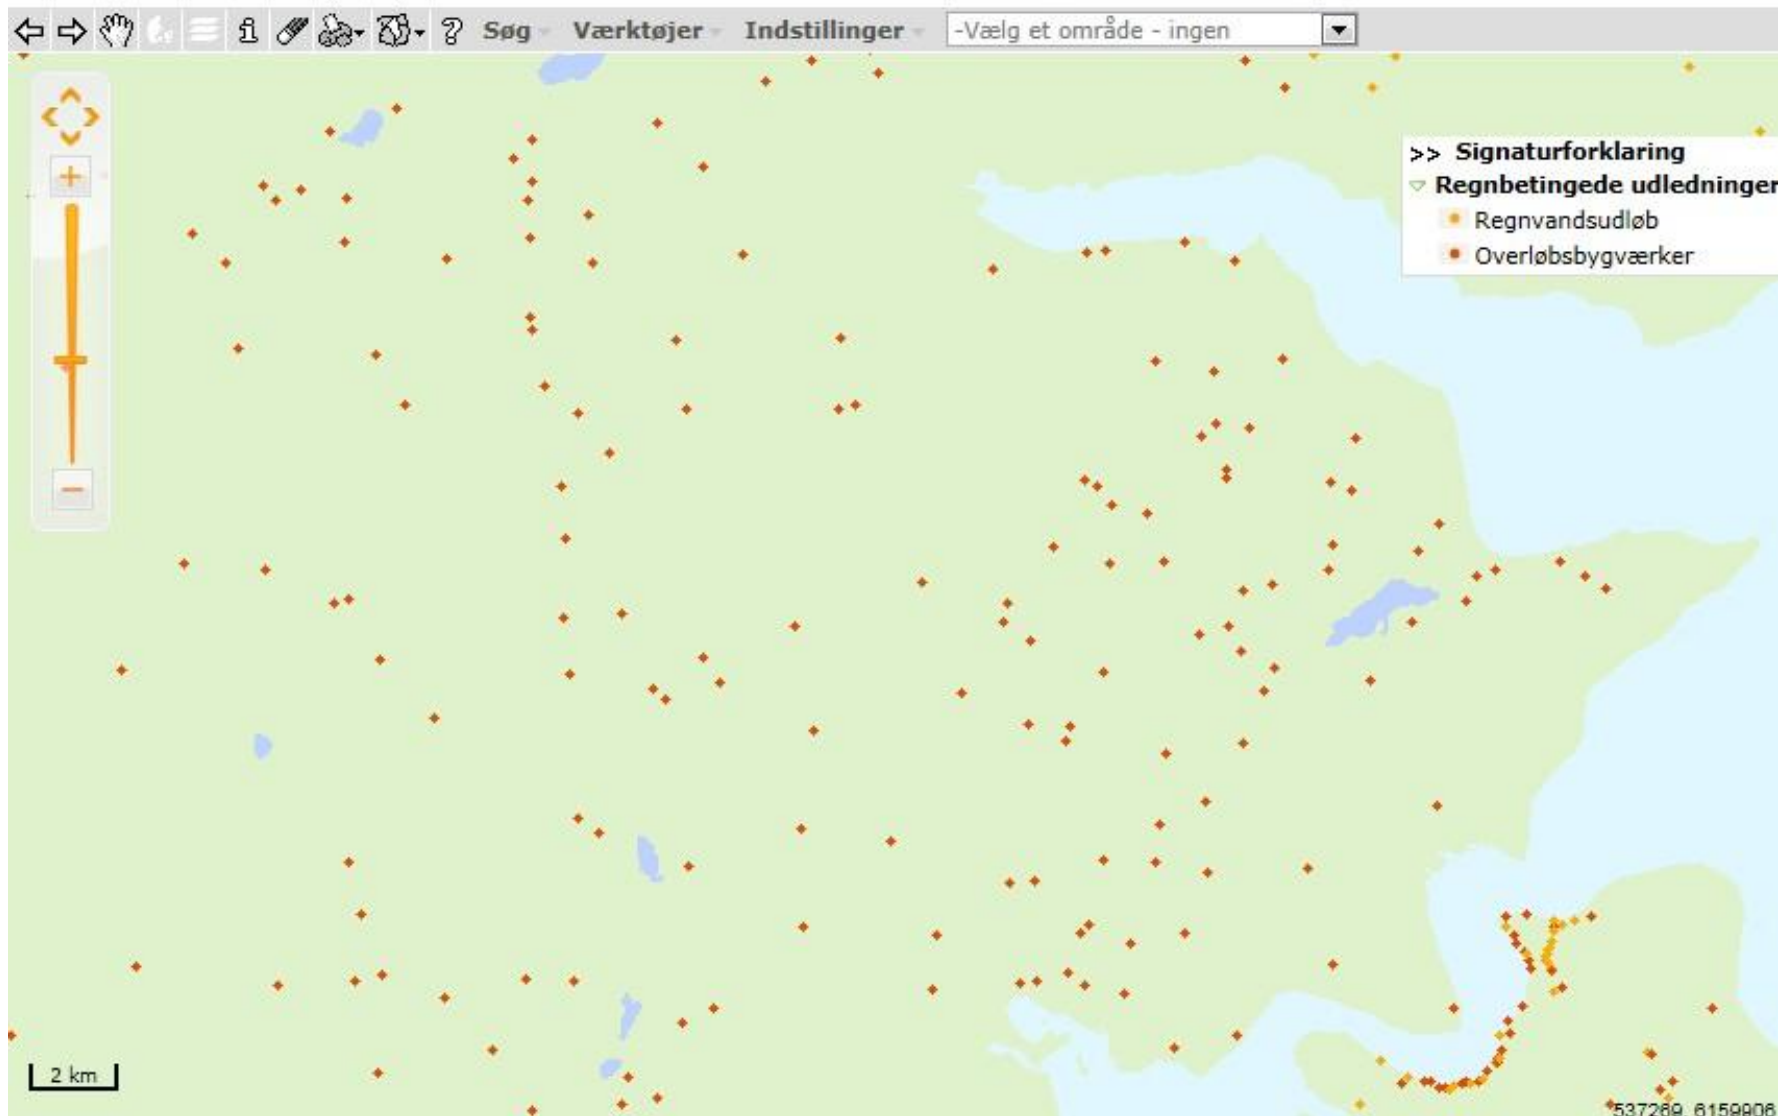 Søg Værktøjer Indstillinger -Vælg et område - ingen
>> Signaturforklaring
Regnbetingede udledninger
Regnvandsudløb
Overløbsbygværker
2 km
537269, 6159906